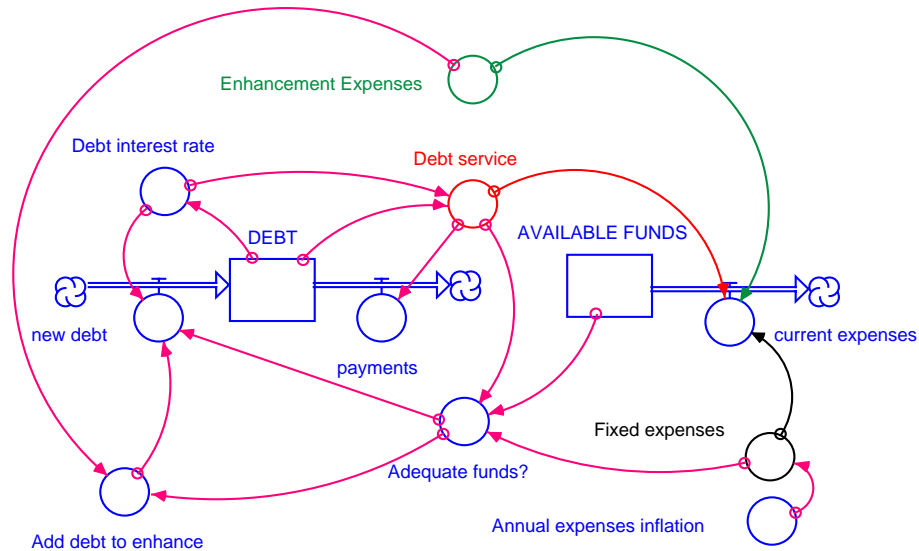 Enhancement Expenses
Debt interest rate
Debt service
DEBT
AVAILABLE FUNDS
new debt
payments
current expenses
Fixed expenses
Adequate funds?
Annual expenses inflation
Add debt to enhance